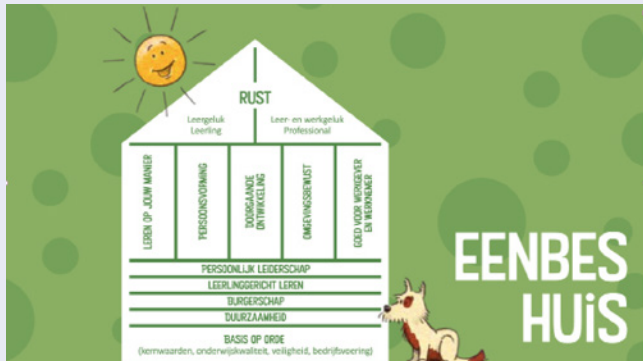 RUST
Leergeluk
Leerling
Leer- en werkgeluk
Professional
LEREN OP JOUW MANIER
PERSOONSVORMING
DOORGAANDE
ONTWIKKELING
OMGEVINGSBEWUST
GOED VOOR WERKGEVER
EN WERKNEMER
PERSOONLIJK LEIDERSCHAP
LEERLINGGERICHT LEREN
BURGERSCHAP
DUURZAAMHEID
BASIS OP ORDE
(kernwaarden, onderwijskwaliteit, veiligheid, bedrijfsvoering)
EENBES
HUiS